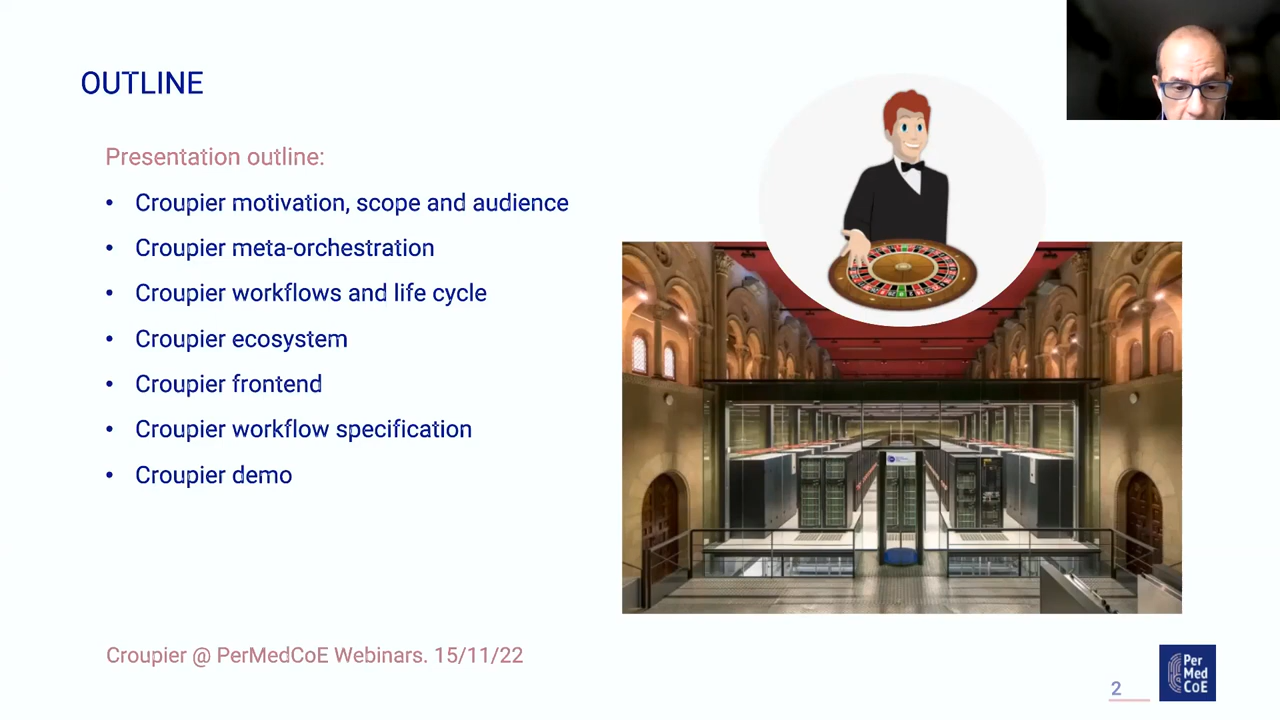 OUTLINE
Presentation outline:
• Croupier motivation, scope and audience
• Croupier meta-orchestration
• Croupier workflows and life cycle
• Croupier ecosystem
• Croupier frontend
• Croupier workflow specification
• Croupier demo
Croupier @ PerMedCoE Webinars. 15/11/22
2
Per
Med
CoE